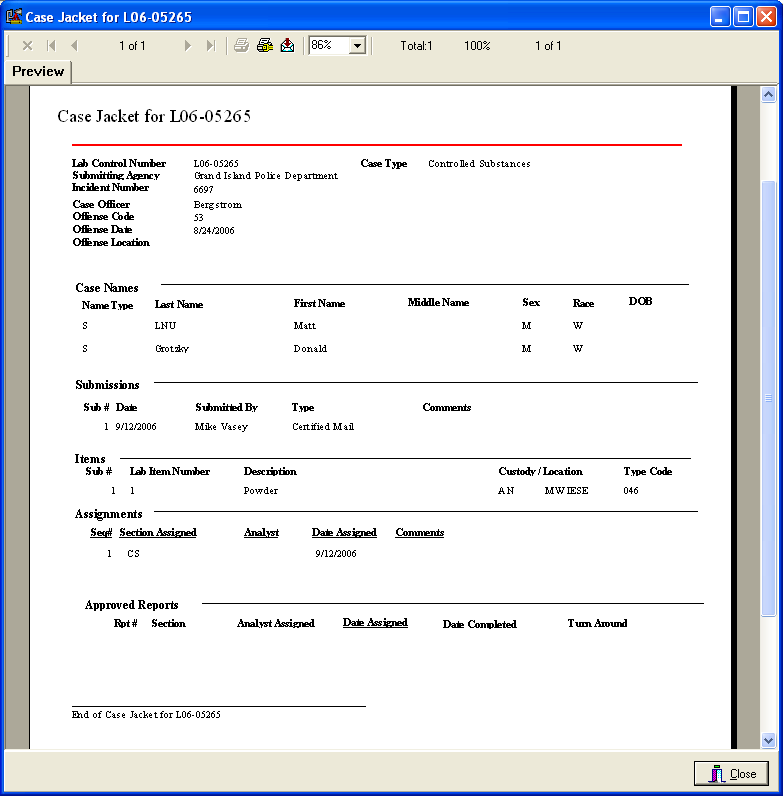 Case Jacket for L06-05265
1 of 1 86% Total:1 100% 1 of 1
Preview
Case Jacket for L06-05265
Lab Control Number L06-05265 Case Type Controlled Substances
Submitting Agency Grand Island Police Department
Incident Number 6697
Case Officer Bergstrom
Offense Code 53
Offense Date 8/24/2006
Offense Location
Case Names
Name Type Last Name First Name Middle Name Sex Race DOB
S LNU Matt M W
S Grotzky Donald M W
Submissions
Sub # Date Submitted By Type Comments
1 9/12/2006 Mike Vasey Certified Mail
Items
Sub # Lab Item Number Description Custody / Location Type Code
1 1 Powder AN MWIESE 046
Assignments
Seq# Section Assigned Analyst Date Assigned Comments
1 CS 9/12/2006
Approved Reports
Rpt # Section Analyst Assigned Date Assigned Date Completed Turn Around
End of Case Jacket for L06-05265
Close